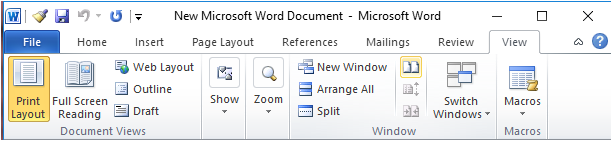 New Microsoft Word Document - Microsoft Word
File Home Insert Page Layout References Mailings Review View
Print Layout
Full Screen Reading
Web Layout
Outline
Draft
Document Views
Show
Zoom
New Window
Arrange All
Split
Switch Windows
Window
Macros
Macros